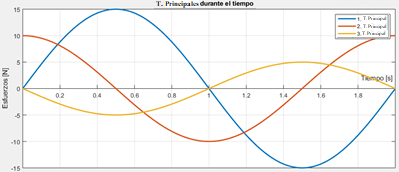 T. Principales durante el tiempo
15
10
5
0
-5
-10
-15
Esfuerzos [N]
0.2
0.4
0.6
0.8
1.0
1.2
1.4
1.6
1.8
Tiempo [s]
1. T. Principal
2. T. Principal
3. T. Principal